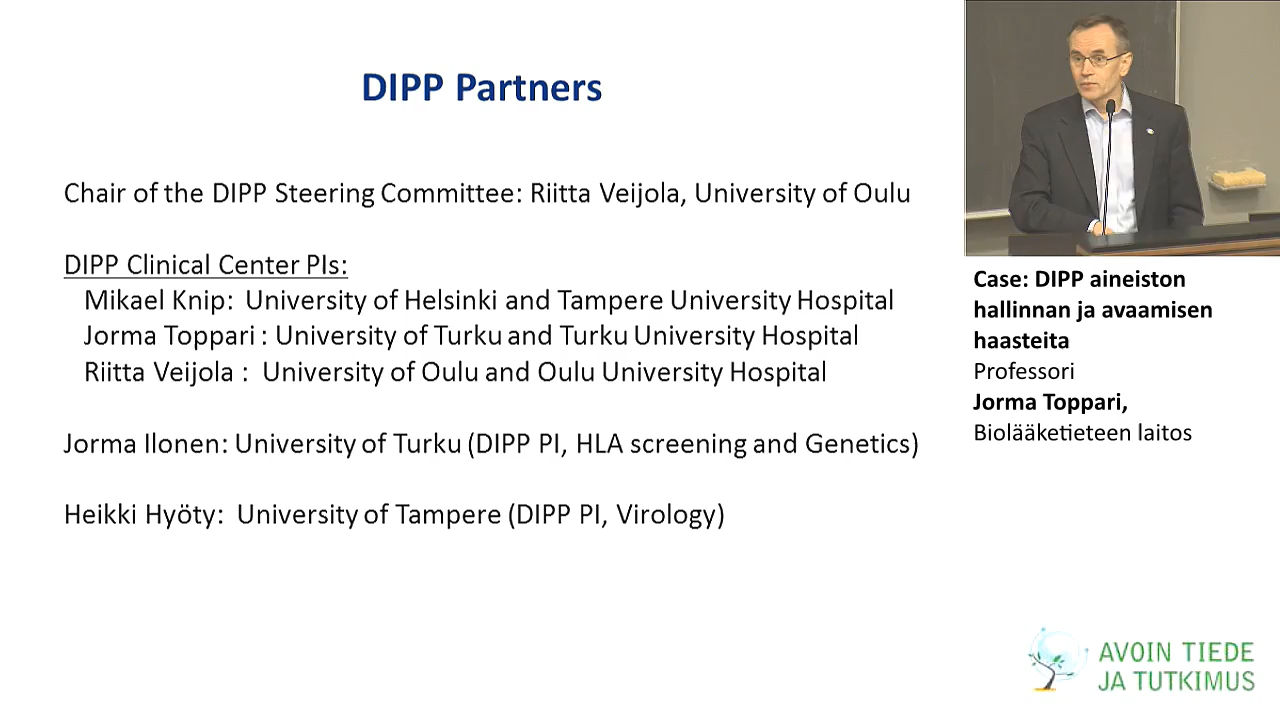 DIPP Partners
Chair of the DIPP Steering Committee: Riitta Veijola, University of Oulu
DIPP Clinical Center PIs:
Mikael Knip: University of Helsinki and Tampere University Hospital
Jorma Toppari : University of Turku and Turku University Hospital
Riitta Veijola : University of Oulu and Oulu University Hospital
Jorma Ilonen: University of Turku (DIPP PI, HLA screening and Genetics)
Heikki Hyöty: University of Tampere (DIPP PI, Virology)
Case: DIPP aineiston
hallinnan ja avaamisen
haasteita
Professori
Jorma Toppari,
Biolääketieteen laitos
AVOIN TIEDE
JA TUTKIMUS